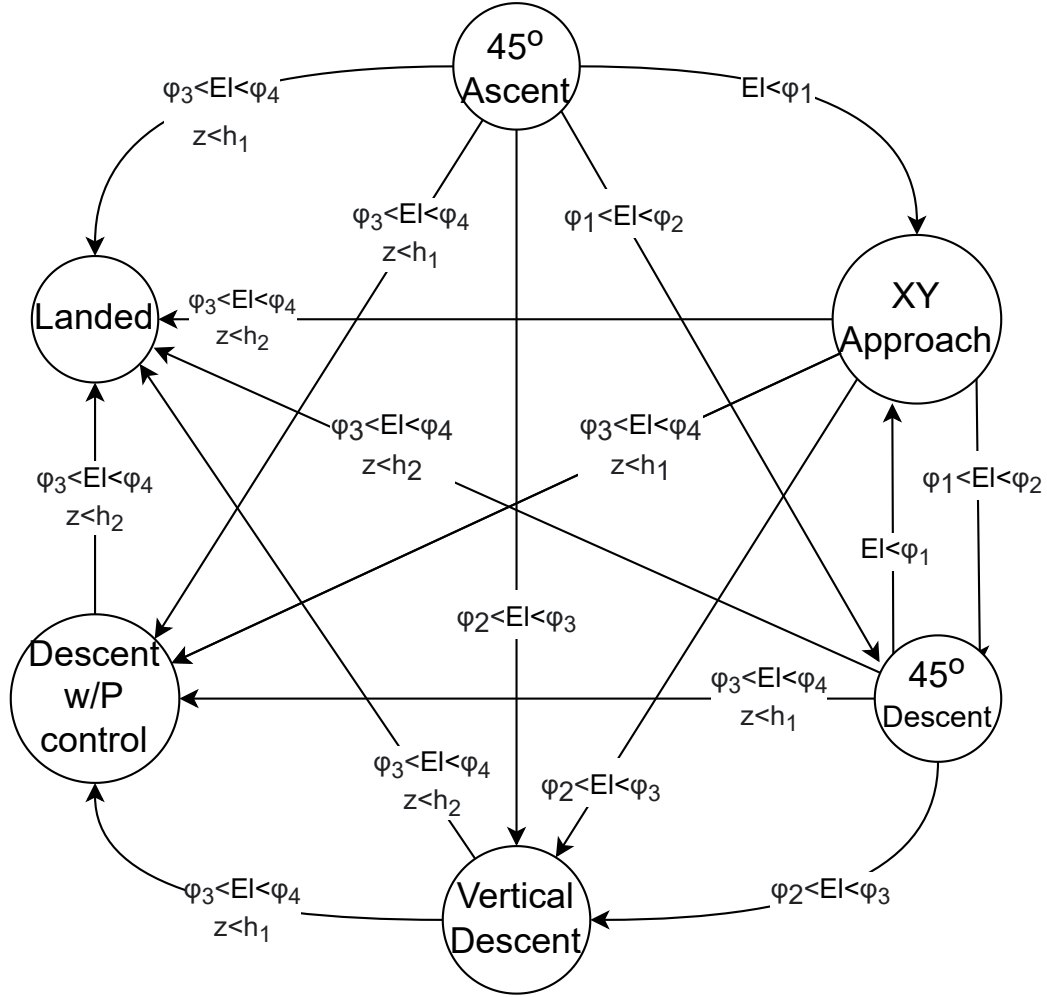 45º
Ascent
φ₃<El<φ₄
z<h₁
El<φ₁
φ₃<El<φ₄
z<h₁
φ₁<El<φ₂
Landed
φ₃<El<φ₄
z<h₂
XY
Approach
φ₃<El<φ₄
z<h₂
φ₃<El<φ₄
z<h₁
φ₃<El<φ₄
z<h₂
φ₁<El<φ₂
El<φ₁
φ₂<El<φ₃
Descent
w/P
control
φ₃<El<φ₄
z<h₁
45º
Descent
φ₃<El<φ₄
z<h₂
φ₂<El<φ₃
φ₃<El<φ₄
z<h₁
Vertical
Descent
φ₂<El<φ₃